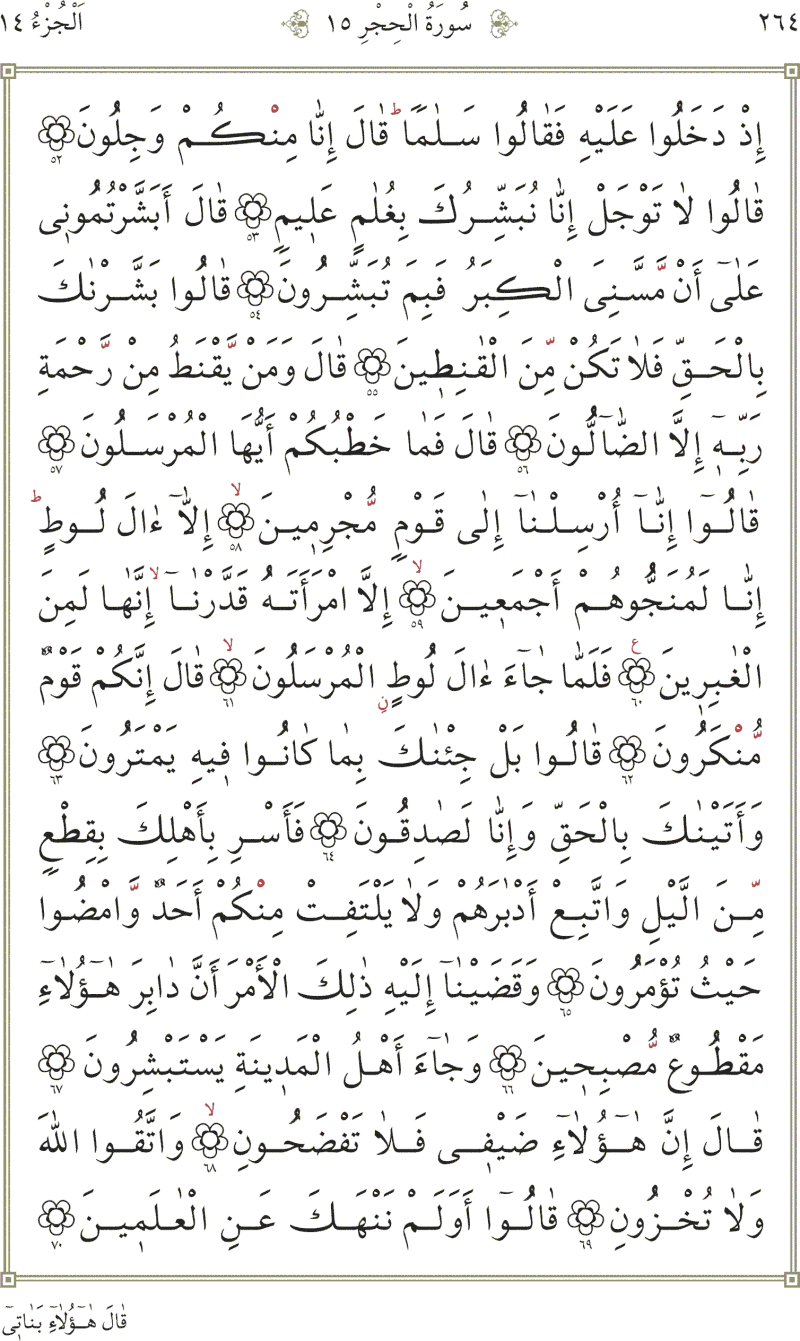 ٢٦٤ سُورَةُ الْحِجْرِ ١٥ اَلْجُزْءُ ١٤
إِذْ دَخَلُوا عَلَيْهِ فَقَالُوا سَلٰمًا ۖ قَالَ إِنَّا مِنْكُمْ وَجِلُونَ ٥٢
قَالُوا لَا تَوْجَلْ إِنَّا نُبَشِّرُكَ بِغُلٰمٍ عَلِيمٍ ٥٣ قَالَ أَبَشَّرْتُمُونِى
عَلٰٓى أَنْ مَّسَّنِىَ الْكِبَرُ فَبِمَ تُبَشِّرُونَ ٥٤ قَالُوا بَشَّرْنٰكَ
بِالْحَقِّ فَلَا تَكُنْ مِّنَ الْقٰنِطِينَ ٥٥ قَالَ وَمَنْ يَّقْنَطُ مِنْ رَّحْمَةِ
رَبِّهِٓ إِلَّا الضَّآلُّونَ ٥٦ قَالَ فَمَا خَطْبُكُمْ أَيُّهَا الْمُرْسَلُونَ ٥٧
قَالُوٓا إِنَّآ أُرْسِلْنَآ إِلٰى قَوْمٍ مُّجْرِمِينَ ٥٨ لا إِلَّآ ءَالَ لُوطٍ ط
إِنَّا لَمُنَجُّوهُمْ أَجْمَعِينَ ٥٩ لا إِلَّا امْرَأَتَهُ قَدَّرْنَآ لا إِنَّهَا لَمِنَ
الْغٰبِرِينَ ٦٠ ع فَلَمَّا جَآءَ ءَالَ لُوطٍ نِ الْمُرْسَلُونَ ٦١ لا قَالَ إِنَّكُمْ قَوْمٌ
مُّنْكَرُونَ ٦٢ قَالُوا بَلْ جِئْنٰكَ بِمَا كَانُوا فِيهِ يَمْتَرُونَ ٦٣
وَأَتَيْنٰكَ بِالْحَقِّ وَإِنَّا لَصٰدِقُونَ ٦٤ فَأَسْرِ بِأَهْلِكَ بِقِطْعٍ
مِّنَ الَّيْلِ وَاتَّبِعْ أَدْبٰرَهُمْ وَلَا يَلْتَفِتْ مِنْكُمْ أَحَدٌ وَّامْضُوا
حَيْثُ تُؤْمَرُونَ ٦٥ وَقَضَيْنَآ إِلَيْهِ ذٰلِكَ الْأَمْرَ أَنَّ دَابِرَ هٰٓؤُلَآءِ
مَقْطُوعٌ مُّصْبِحِينَ ٦٦ وَجَآءَ أَهْلُ الْمَدِينَةِ يَسْتَبْشِرُونَ ٦٧
قَالَ إِنَّ هٰٓؤُلَآءِ ضَيْفِى فَلَا تَفْضَحُونِ ٦٨ لا وَاتَّقُوا اللّٰهَ
وَلَا تُخْزُونِ ٦٩ قَالُوٓا أَوَلَمْ نَنْهَكَ عَنِ الْعٰلَمِينَ ٧٠
قَالَ هٰٓؤُلَآءِ بَنَاتِىٓ